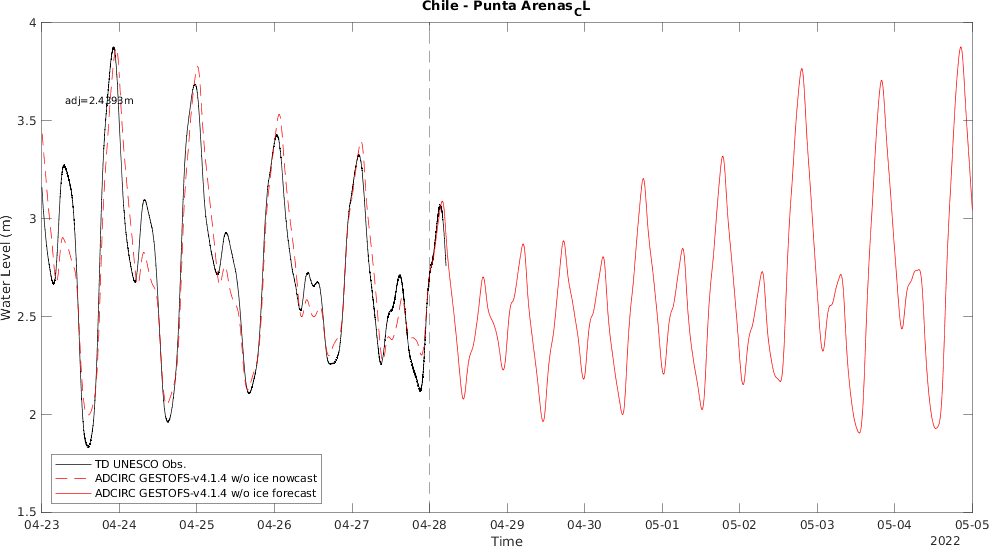 Chile - Punta Arenas_CL
4
adj=2.4393m
3.5
3
Water Level (m)
2.5
2
TD UNESCO Obs.
ADCIRC GESTOFS-v4.1.4 w/o ice nowcast
ADCIRC GESTOFS-v4.1.4 w/o ice forecast
1.5
04-23 04-24 04-25 04-26 04-27 04-28 04-29 04-30 05-01 05-02 05-03 05-04 05-05
Time
2022